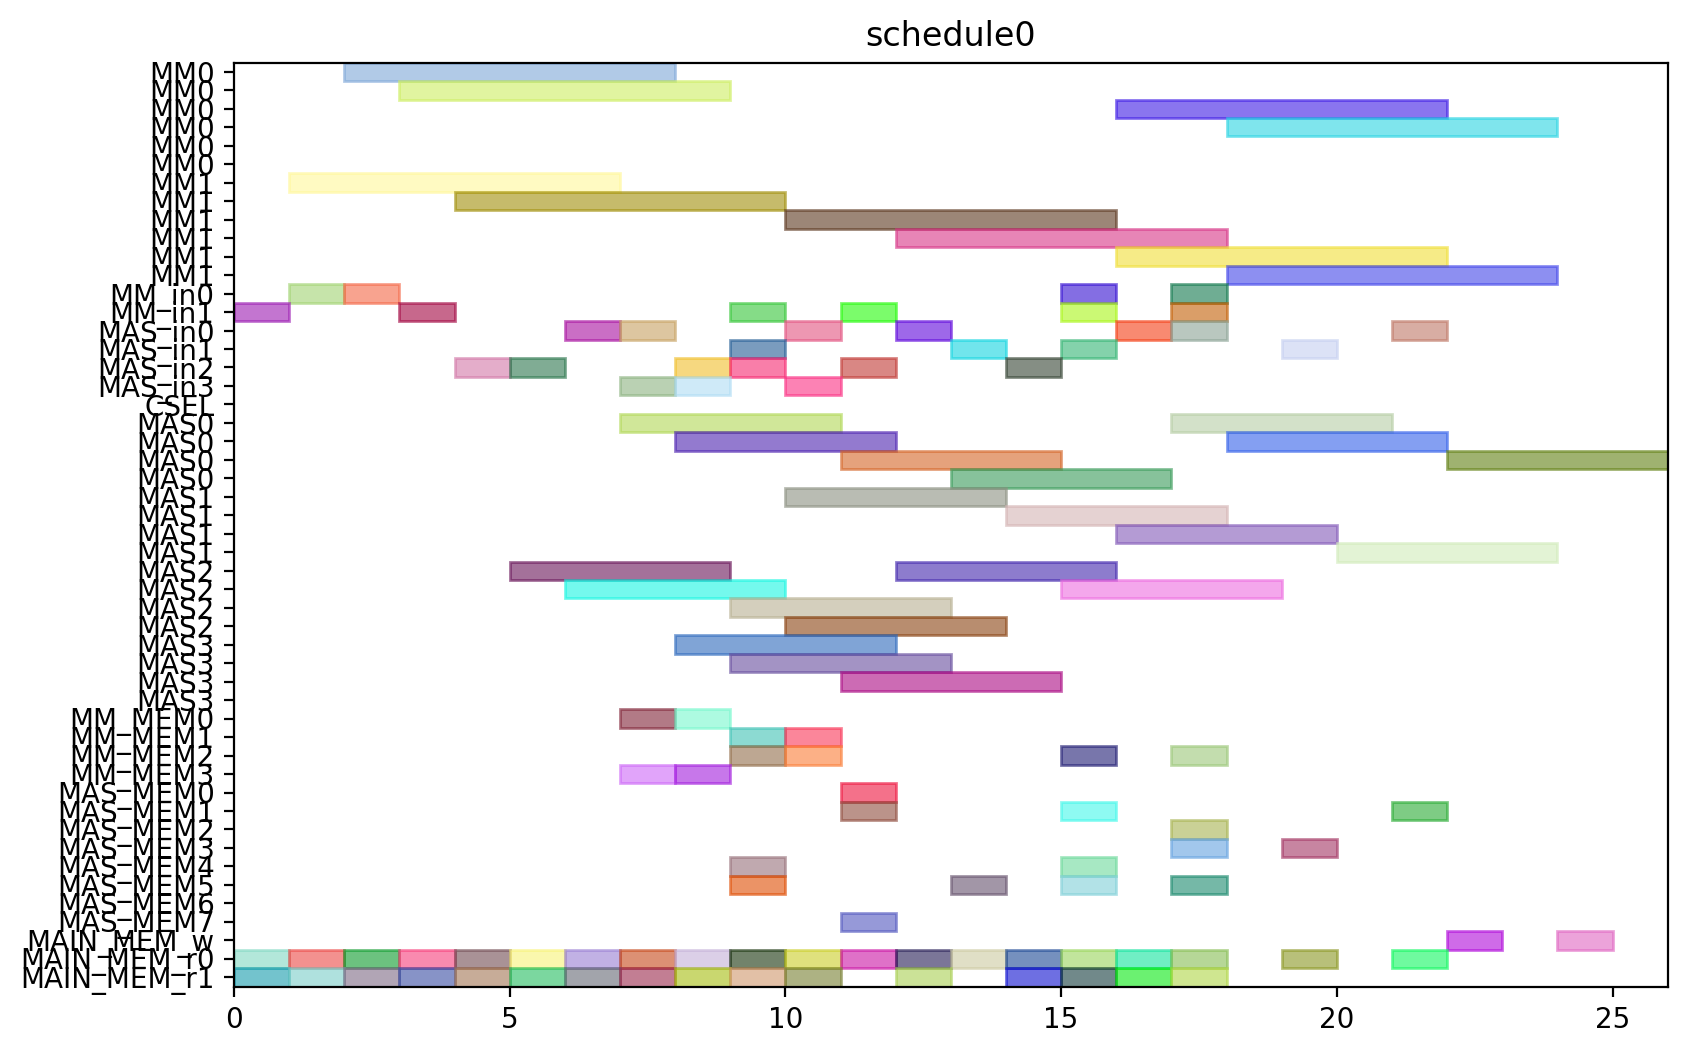 schedule0
MM0
MM0
MM0
MM0
MM0
MM0
MM1
MM1
MM1
MM1
MM1
MM1
MM_in0
MM_in1
MAS_in0
MAS_in1
MAS_in2
MAS_in3
CSEL
MAS0
MAS0
MAS0
MAS0
MAS1
MAS1
MAS1
MAS1
MAS2
MAS2
MAS2
MAS2
MAS3
MAS3
MAS3
MAS3
MM_MEM0
MM_MEM1
MM_MEM2
MM_MEM3
MAS_MEM0
MAS_MEM1
MAS_MEM2
MAS_MEM3
MAS_MEM4
MAS_MEM5
MAS_MEM6
MAS_MEM7
MAIN_MEM_w
MAIN_MEM_r0
MAIN_MEM_r1
0 5 10 15 20 25